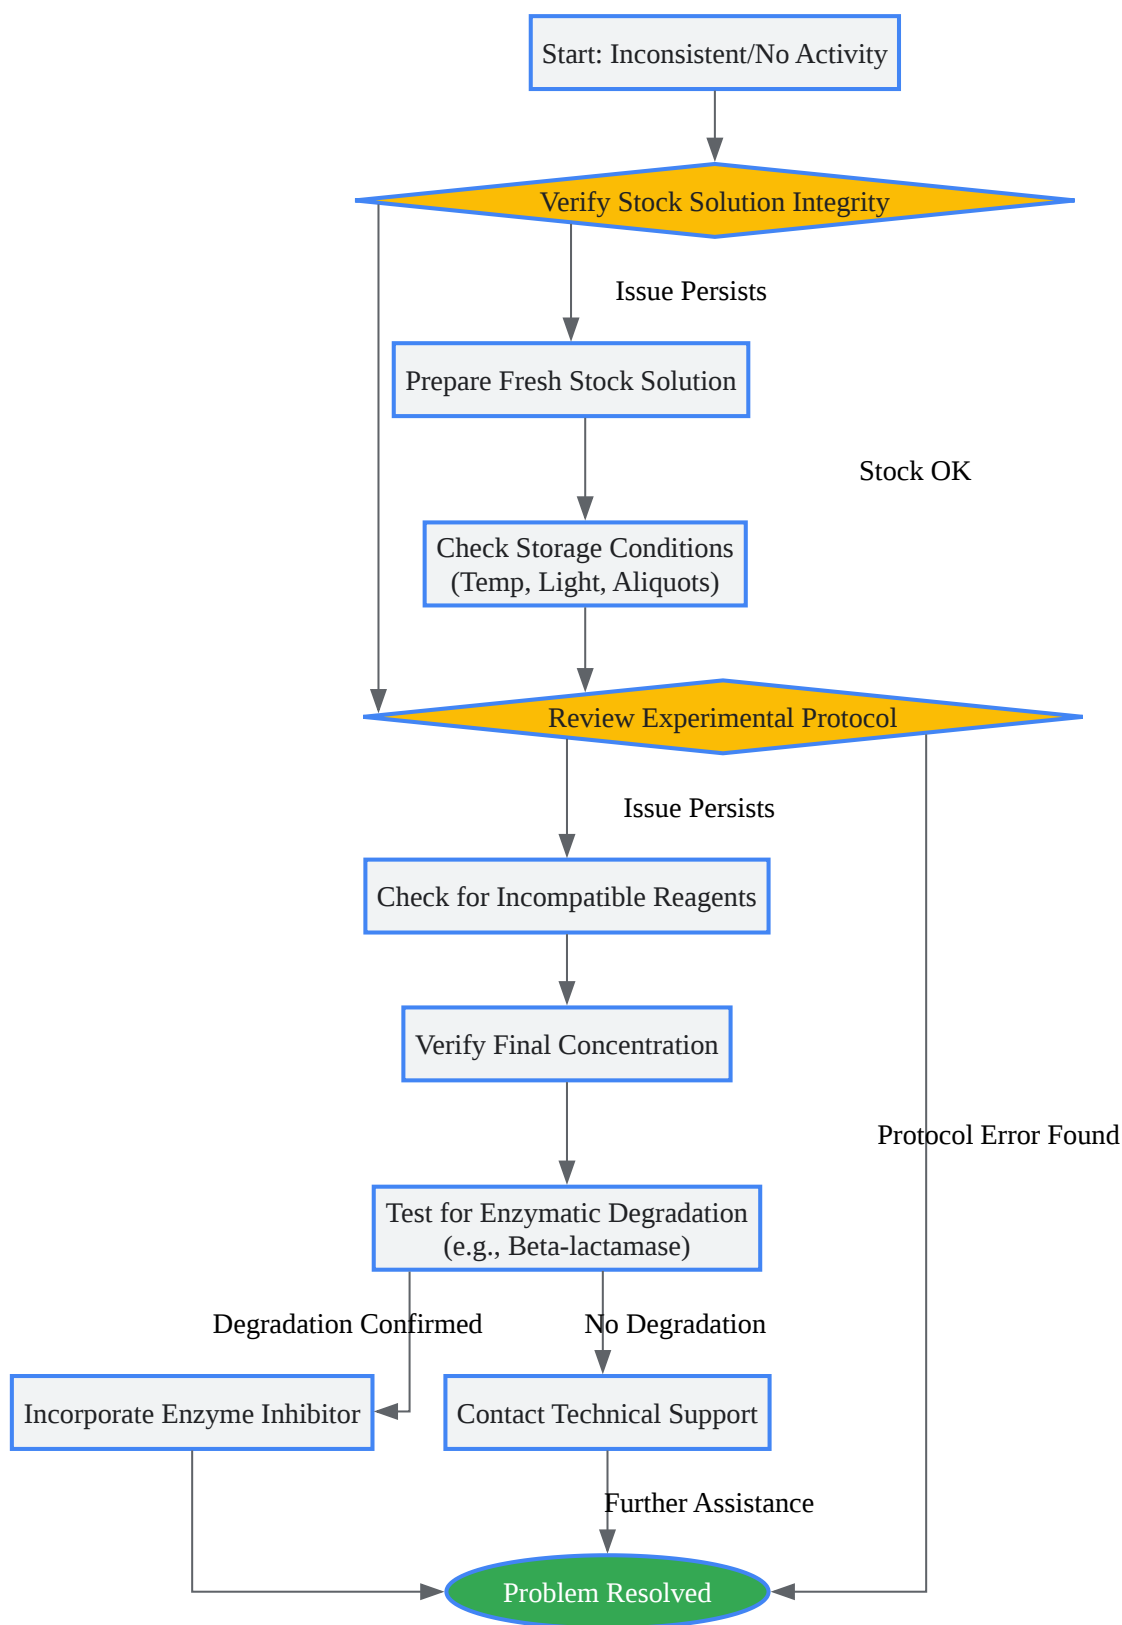 Start: Inconsistent/No Activity
Verify Stock Solution Integrity
Issue Persists
Prepare Fresh Stock Solution
Stock OK
Check Storage Conditions
(Temp, Light, Aliquots)
Review Experimental Protocol
Issue Persists
Check for Incompatible Reagents
Verify Final Concentration
Protocol Error Found
Test for Enzymatic Degradation
(e.g., Beta-lactamase)
Degradation Confirmed
No Degradation
Incorporate Enzyme Inhibitor
Contact Technical Support
Further Assistance
Problem Resolved